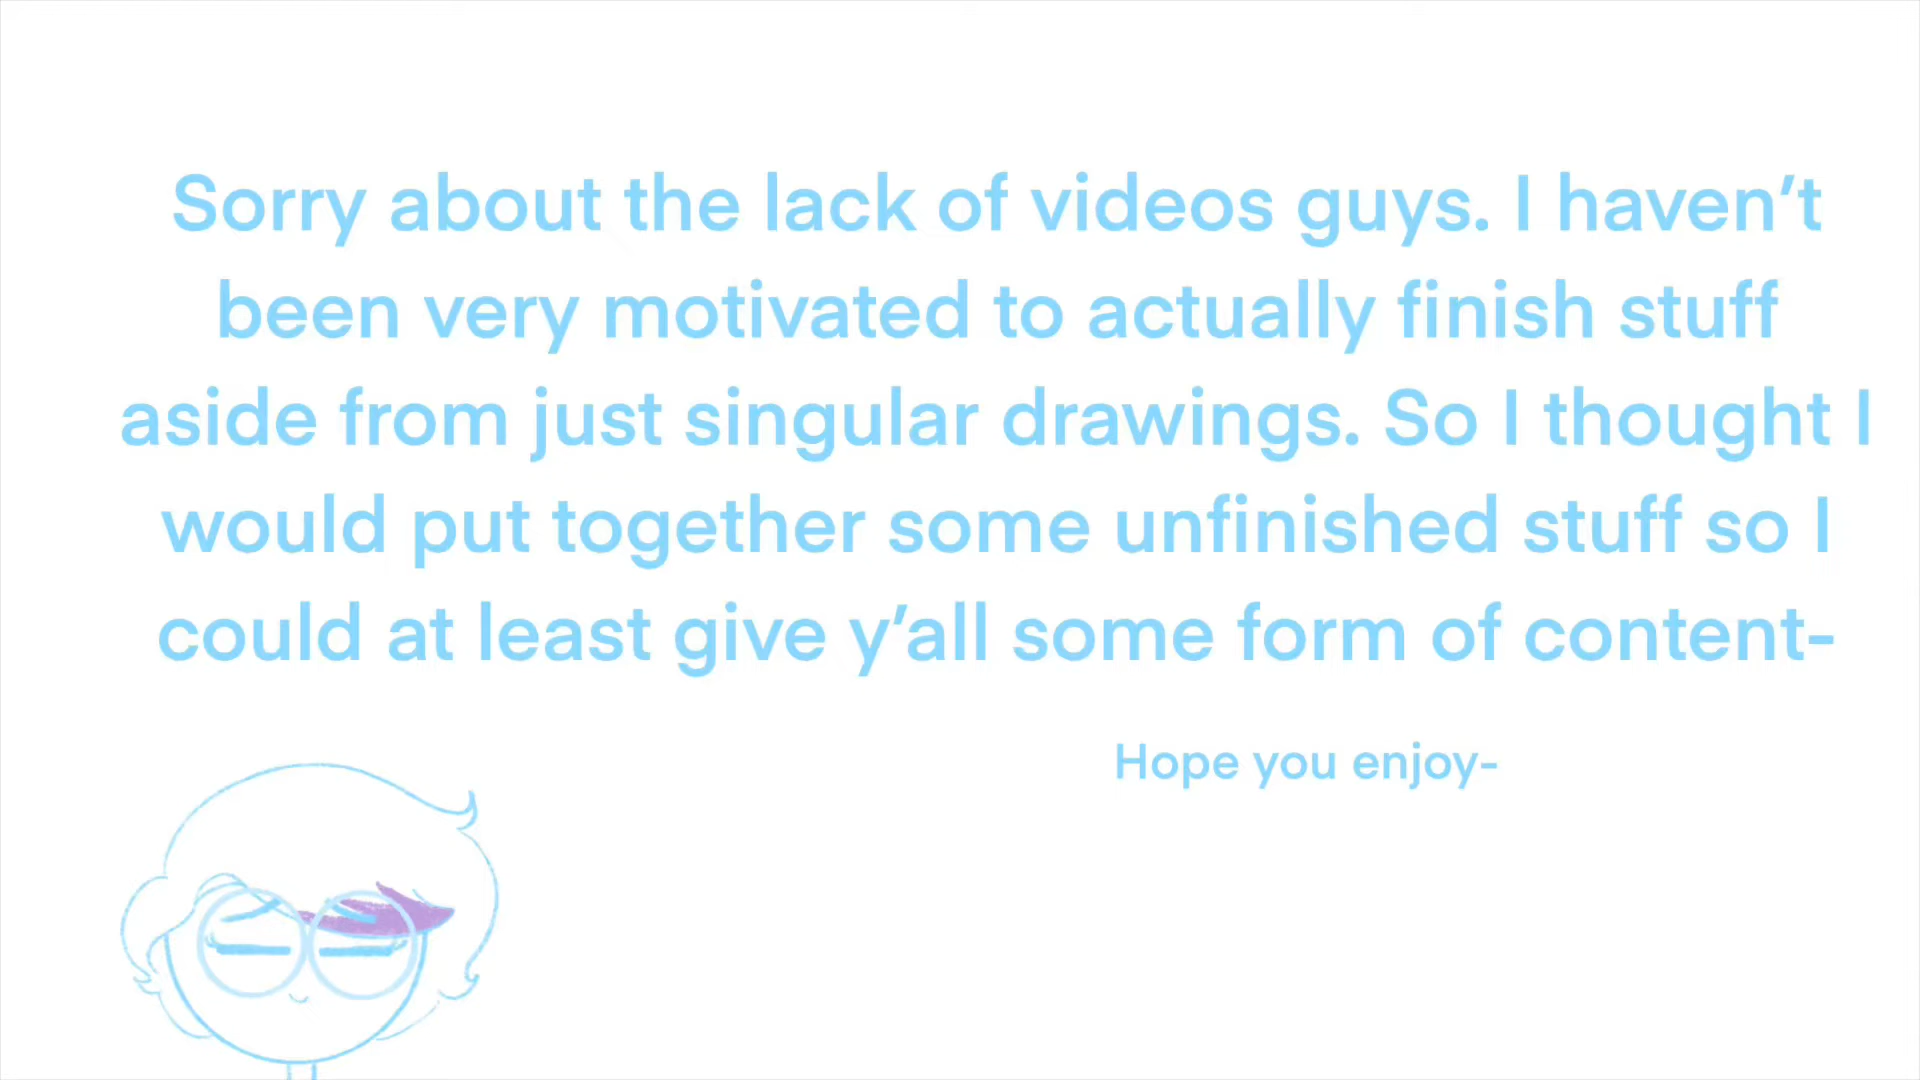 Sorry about the lack of videos guys. I haven’t
been very motivated to actually finish stuff
aside from just singular drawings. So I thought I
would put together some unfinished stuff so I
could at least give y’all some form of content-
Hope you enjoy-